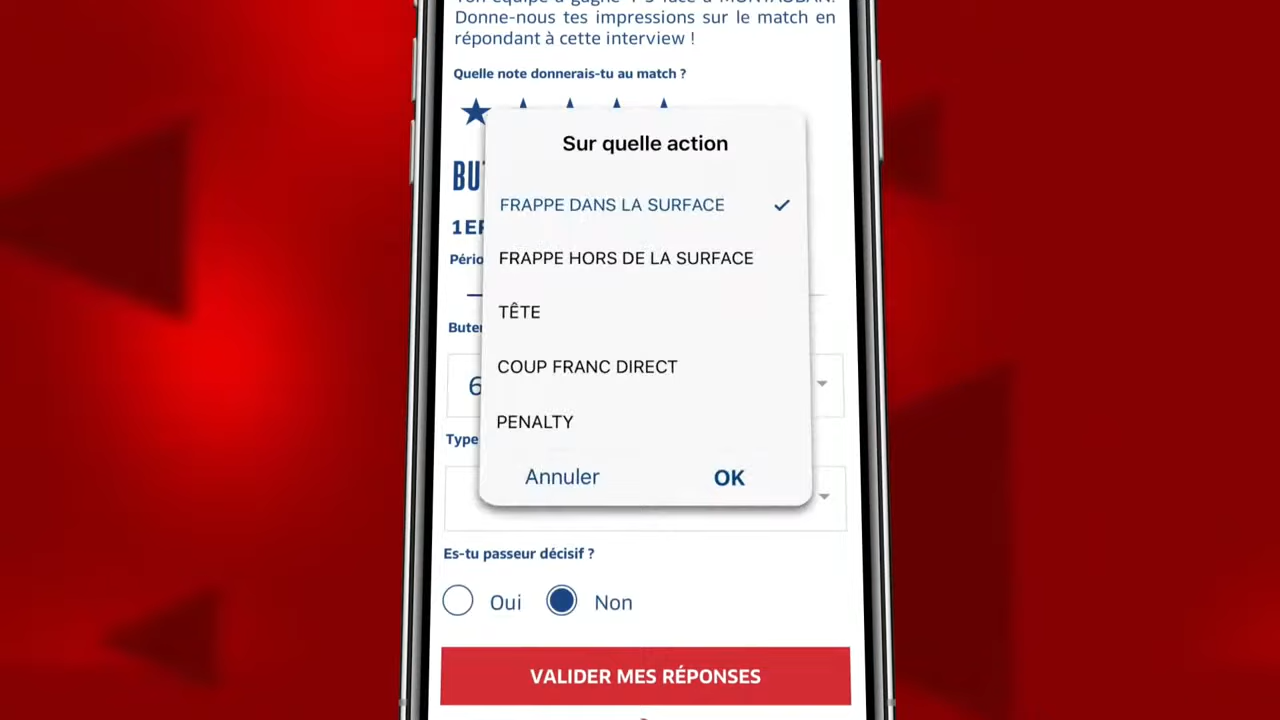 Donne-nous tes impressions sur le match en
répondant à cette interview !
Quelle note donnerais-tu au match ?
Sur quelle action
FRAPPE DANS LA SURFACE
FRAPPE HORS DE LA SURFACE
TÊTE
COUP FRANC DIRECT
PENALTY
Annuler
OK
6
Type
Es-tu passeur décisif ?
Oui
Non
VALIDER MES RÉPONSES